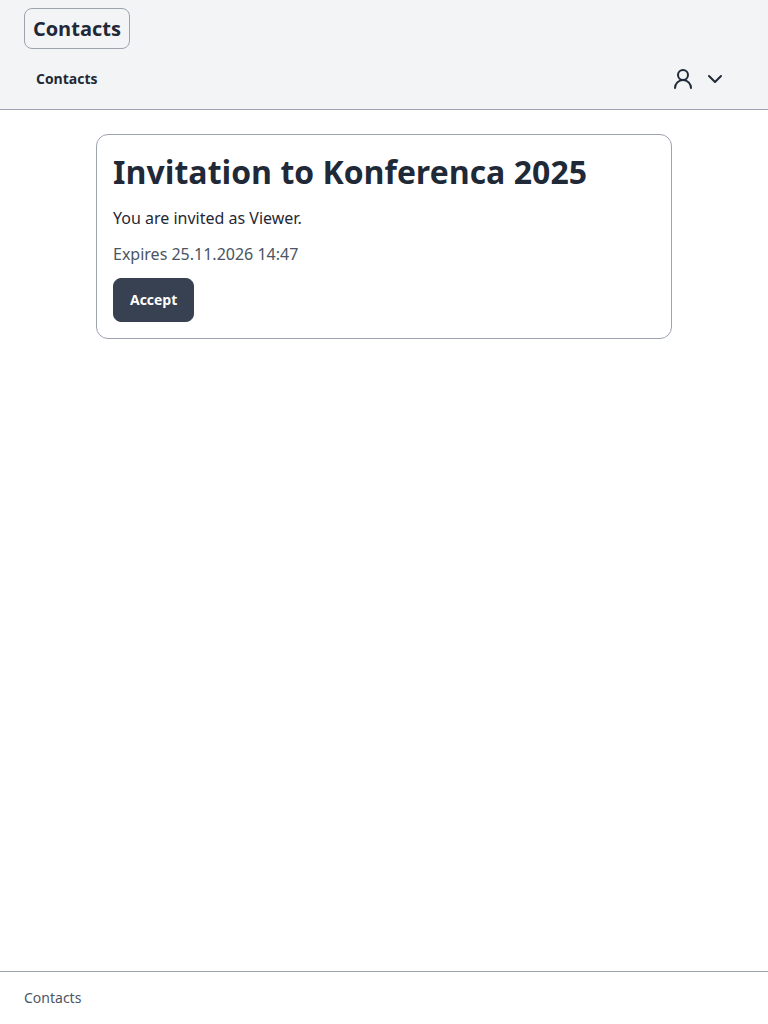 Contacts
Contacts
Invitation to Konferenca 2025
You are invited as Viewer.
Expires 25.11.2026 14:47
Accept
Contacts